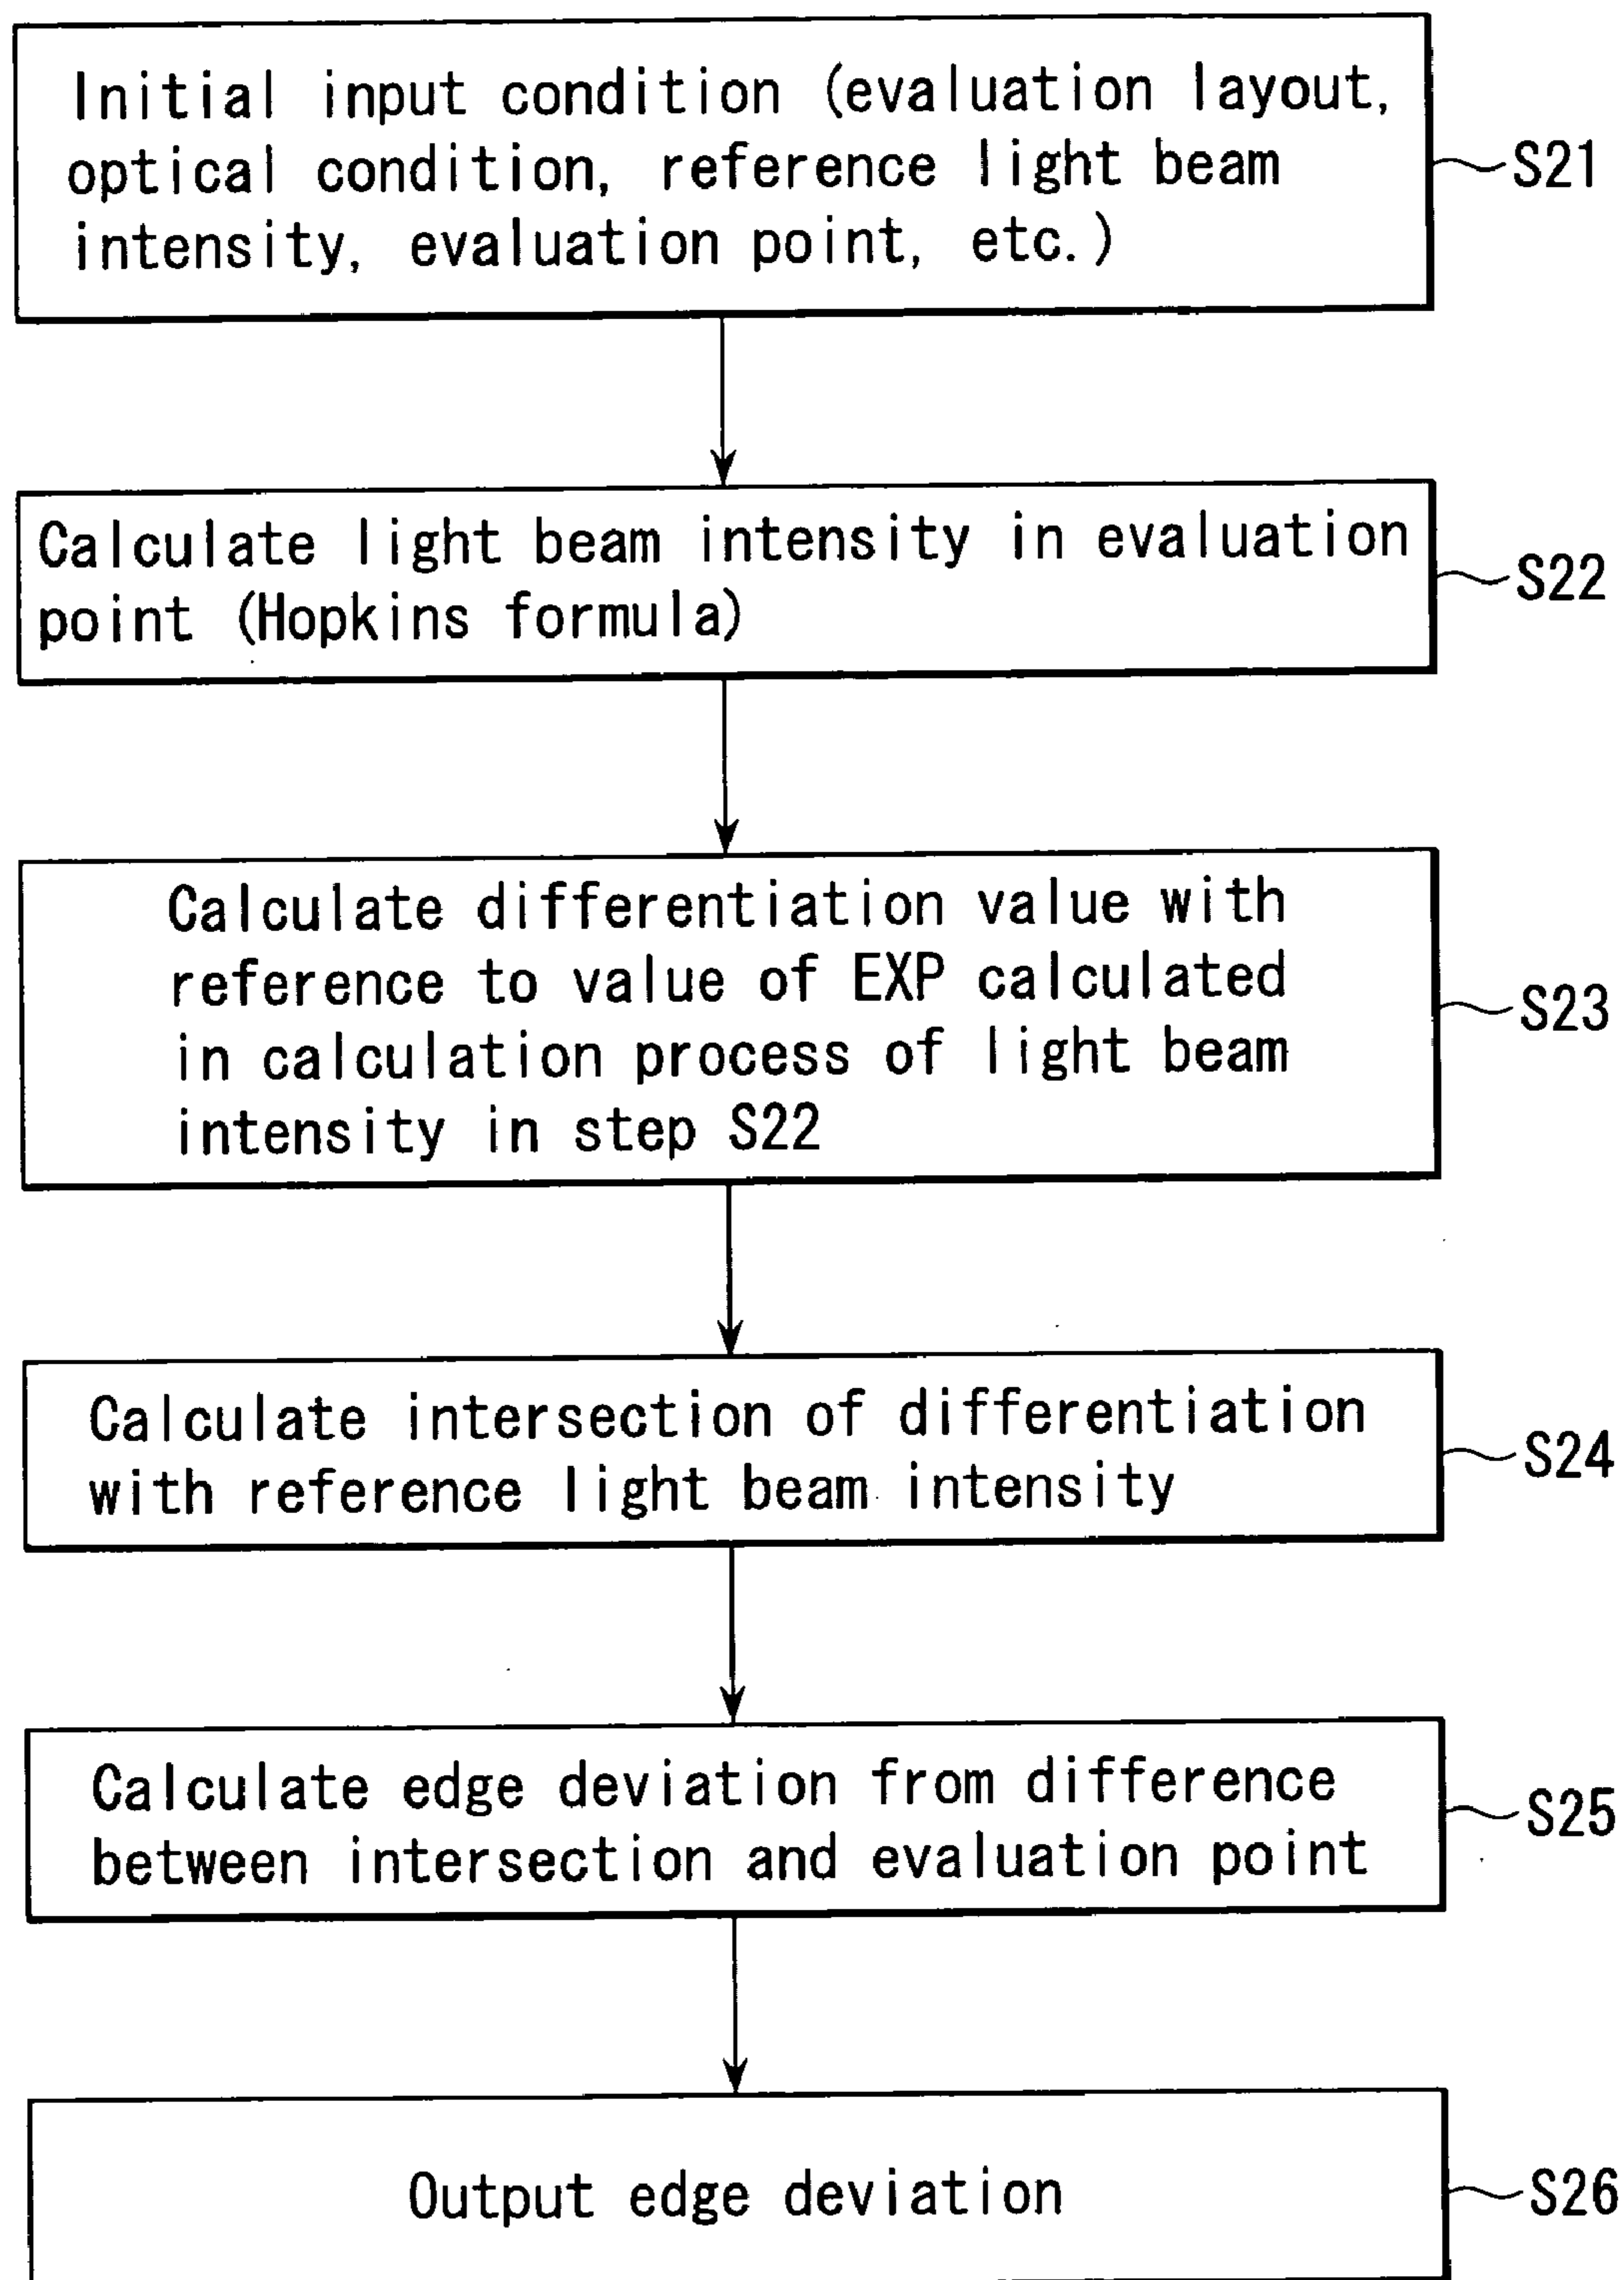 Initial input condition (evaluation layout,
optical condition, reference light beam
intensity, evaluation point, etc.)
S21
Calculate light beam intensity in evaluation
point (Hopkins formula)
S22
Calculate differentiation value with
reference to value of EXP calculated
in calculation process of light beam
intensity in step S22
S23
Calculate intersection of differentiation
with reference light beam intensity
S24
Calculate edge deviation from difference
between intersection and evaluation point
S25
Output edge deviation
S26